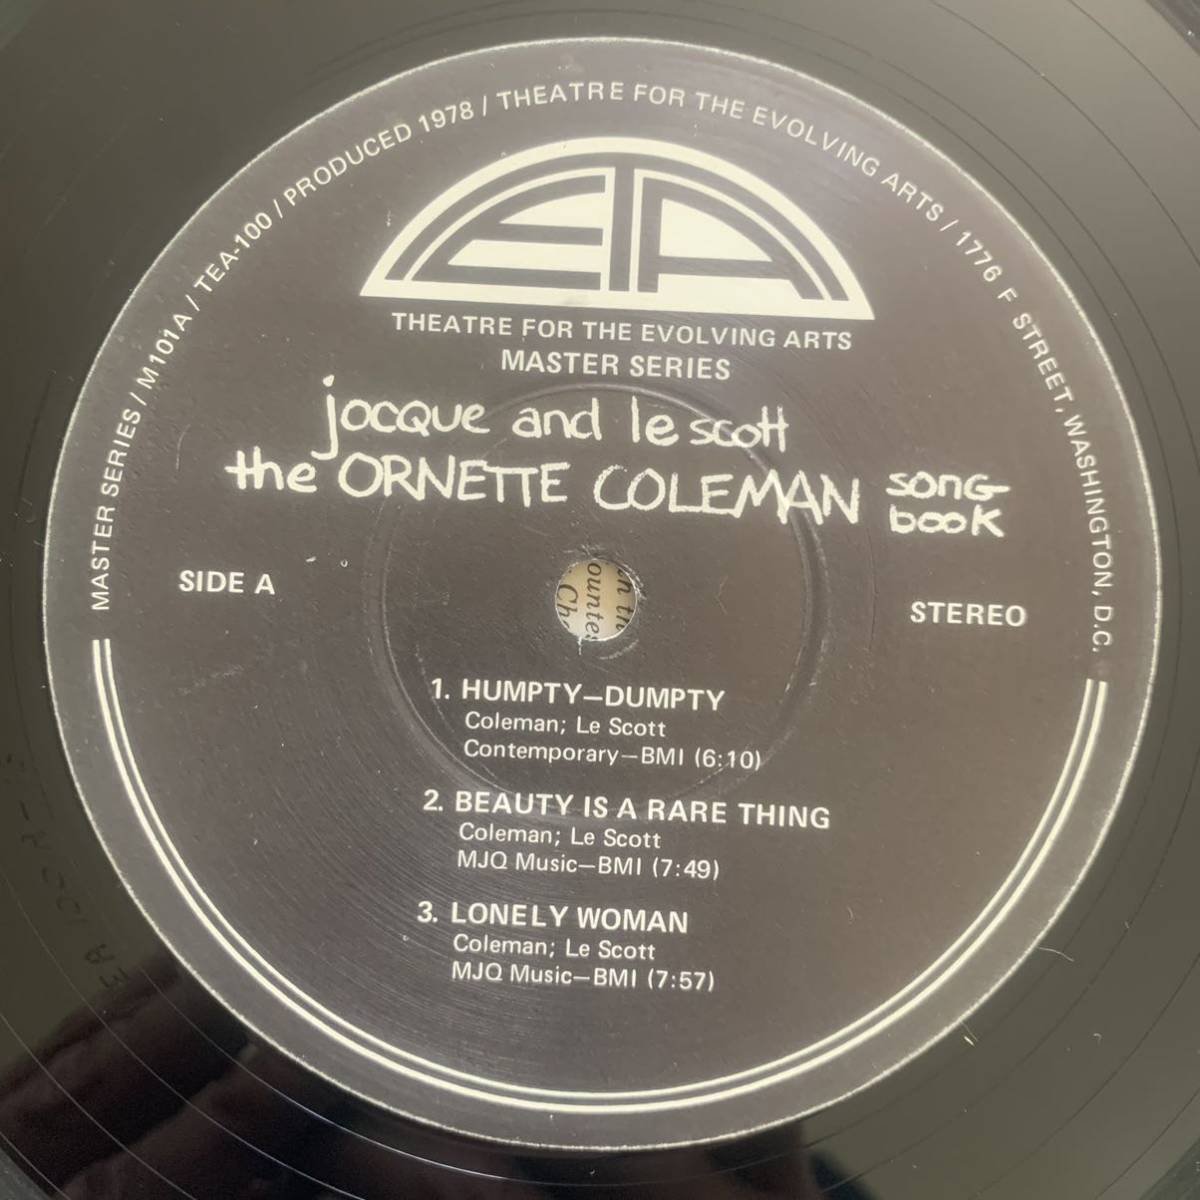 MASTER SERIES / M101A / TEA-100 / PRODUCED 1978 / THEATRE FOR THE EVOLVING ARTS / 1776 F STREET, WASHINGTON, D.C.
ETA
THEATRE FOR THE EVOLVING ARTS
MASTER SERIES
jocque and le scott
the ORNETTE COLEMAN song-
book
SIDE A
STEREO
1. HUMPTY–DUMPTY
Coleman; Le Scott
Contemporary–BMI (6:10)
2. BEAUTY IS A RARE THING
Coleman; Le Scott
MJQ Music–BMI (7:49)
3. LONELY WOMAN
Coleman; Le Scott
MJQ Music–BMI (7:57)